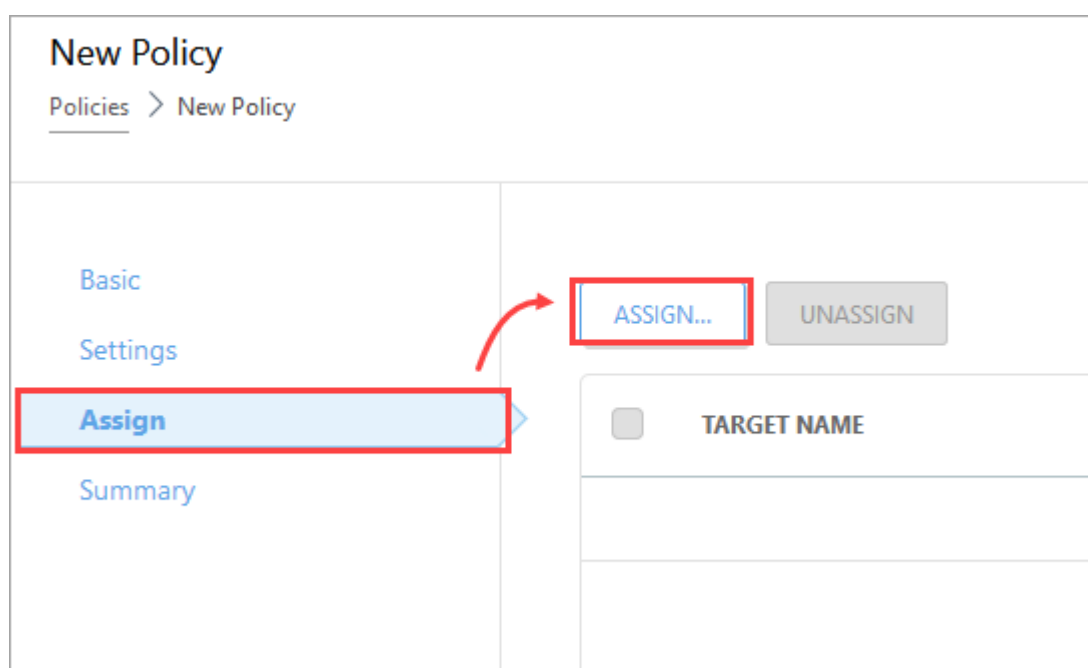 New Policy
Policies > New Policy
Basic
Settings
Assign
Summary
ASSIGN... UNASSIGN
TARGET NAME